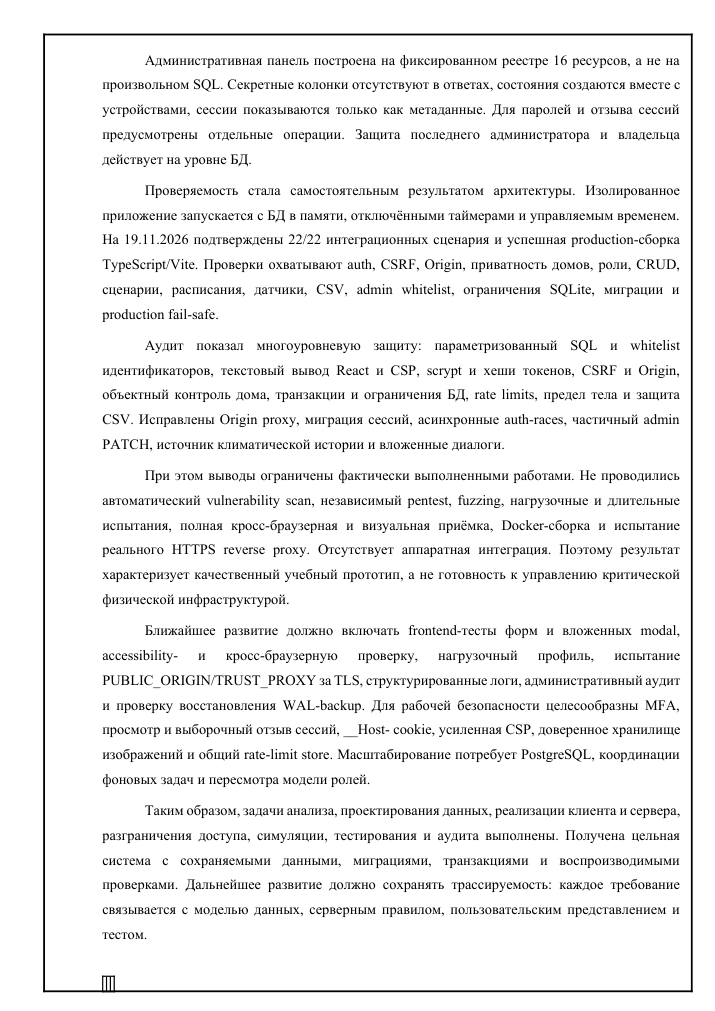 Административная панель построена на фиксированном реестре 16 ресурсов, а не на
произвольном SQL. Секретные колонки отсутствуют в ответах, состояния создаются вместе с
устройствами, сессии показываются только как метаданные. Для паролей и отзыва сессий
предусмотрены отдельные операции. Защита последнего администратора и владельца
действует на уровне БД.
Проверяемость стала самостоятельным результатом архитектуры. Изолированное
приложение запускается с БД в памяти, отключёнными таймерами и управляемым временем.
На 19.11.2026 подтверждены 22/22 интеграционных сценария и успешная production-сборка
TypeScript/Vite. Проверки охватывают auth, CSRF, Origin, приватность домов, роли, CRUD,
сценарии, расписания, датчики, CSV, admin whitelist, ограничения SQLite, миграции и
production fail-safe.
Аудит показал многоуровневую защиту: параметризованный SQL и whitelist
идентификаторов, текстовый вывод React и CSP, scrypt и хеши токенов, CSRF и Origin,
объектный контроль дома, транзакции и ограничения БД, rate limits, предел тела и защита
CSV. Исправлены Origin proxy, миграция сессий, асинхронные auth-races, частичный admin
PATCH, источник климатической истории и вложенные диалоги.
При этом выводы ограничены фактически выполненными работами. Не проводились
автоматический vulnerability scan, независимый pentest, fuzzing, нагрузочные и длительные
испытания, полная кросс-браузерная и визуальная приёмка, Docker-сборка и испытание
реального HTTPS reverse proxy. Отсутствует аппаратная интеграция. Поэтому результат
характеризует качественный учебный прототип, а не готовность к управлению критической
физической инфраструктурой.
Ближайшее развитие должно включать frontend-тесты форм и вложенных modal,
accessibility- и кросс-браузерную проверку, нагрузочный профиль, испытание
PUBLIC_ORIGIN/TRUST_PROXY за TLS, структурированные логи, административный аудит
и проверку восстановления WAL-backup. Для рабочей безопасности целесообразны MFA,
просмотр и выборочный отзыв сессий, __Host- cookie, усиленная CSP, доверенное хранилище
изображений и общий rate-limit store. Масштабирование потребует PostgreSQL, координации
фоновых задач и пересмотра модели ролей.
Таким образом, задачи анализа, проектирования данных, реализации клиента и сервера,
разграничения доступа, симуляции, тестирования и аудита выполнены. Получена цельная
система с сохраняемыми данными, миграциями, транзакциями и воспроизводимыми
проверками. Дальнейшее развитие должно сохранять трассируемость: каждое требование
связывается с моделью данных, серверным правилом, пользовательским представлением и
тестом.